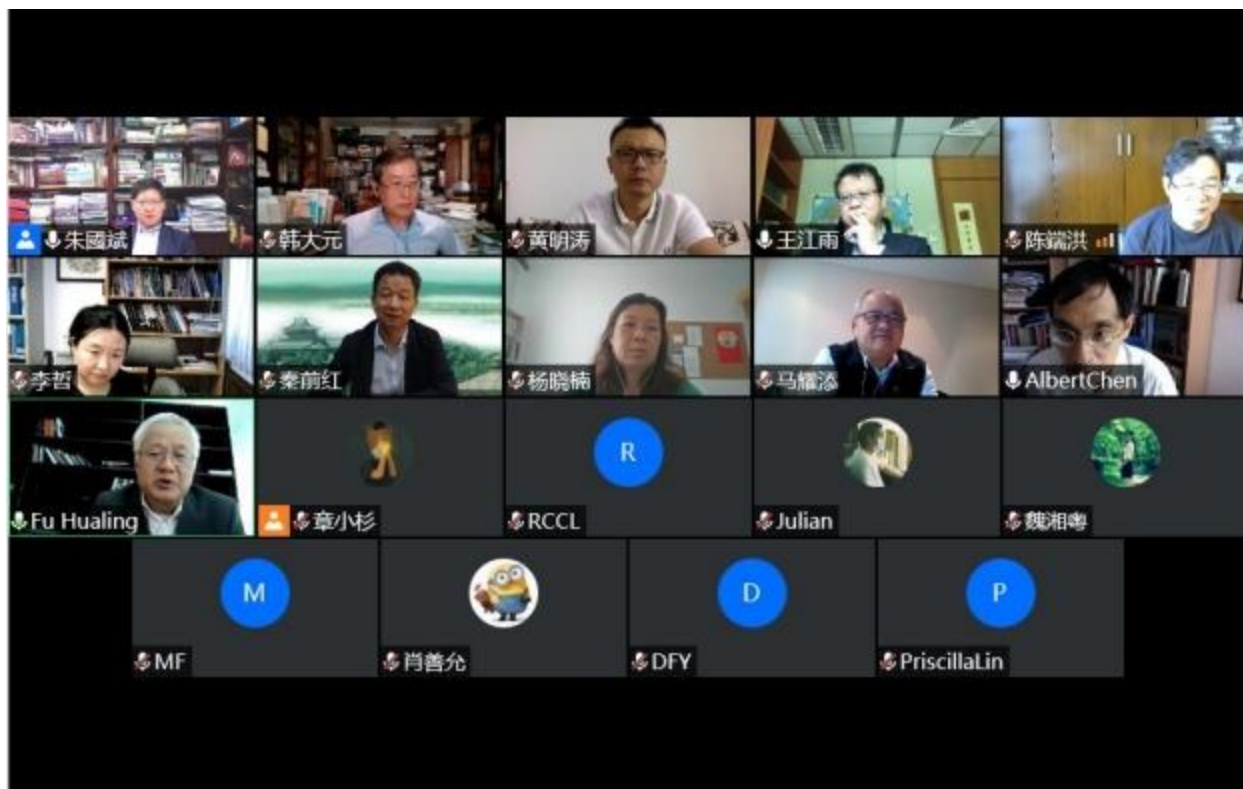 朱國斌
韩大元
黄明涛
王江雨
陈端洪
李哲
秦前红
杨晓楠
马耀添
AlbertChen
Fu Hualing
章小杉
R
RCCL
Julian
魏湘粤
M
MF
肖善允
D
DFY
P
PriscillaLin